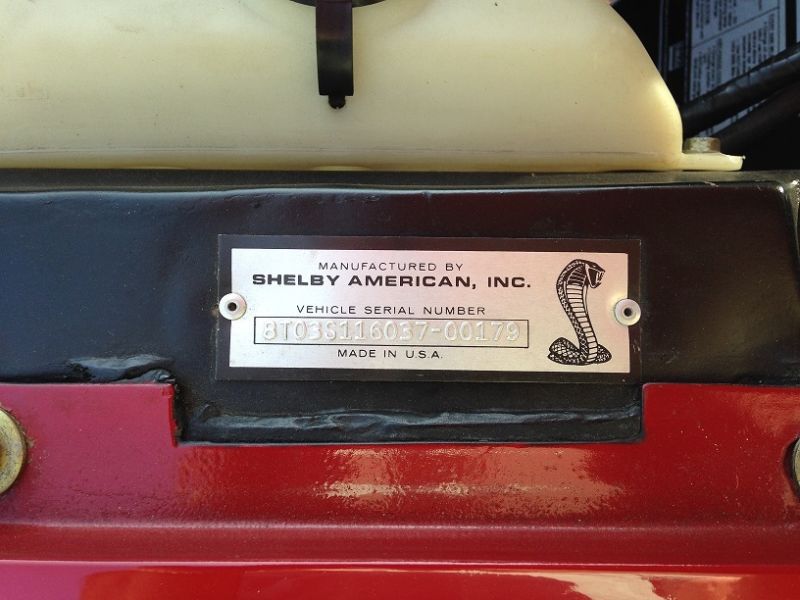 MANUFACTURED BY
SHELBY AMERICAN, INC.
VEHICLE SERIAL NUMBER
8T03S116037-00179
MADE IN U.S.A.